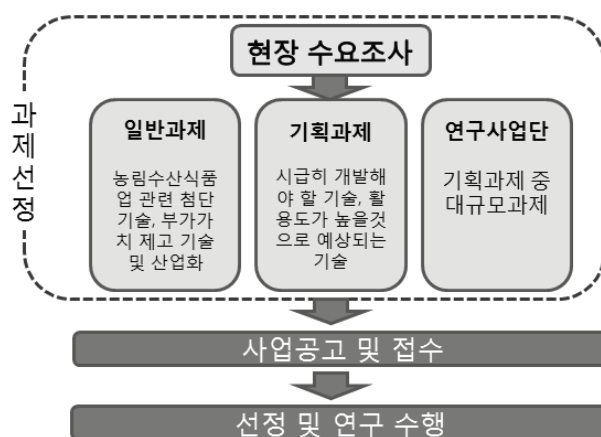 현장 수요조사
과제선정
일반과제
농림수산식품
업 관련 첨단
기술, 부가가
치 제고 기술
및 산업화
기획과제
시급히 개발해
야 할 기술, 활
용도가 높을것
으로 예상되는
기술
연구사업단
기획과제 중
대규모과제
사업공고 및 접수
선정 및 연구 수행